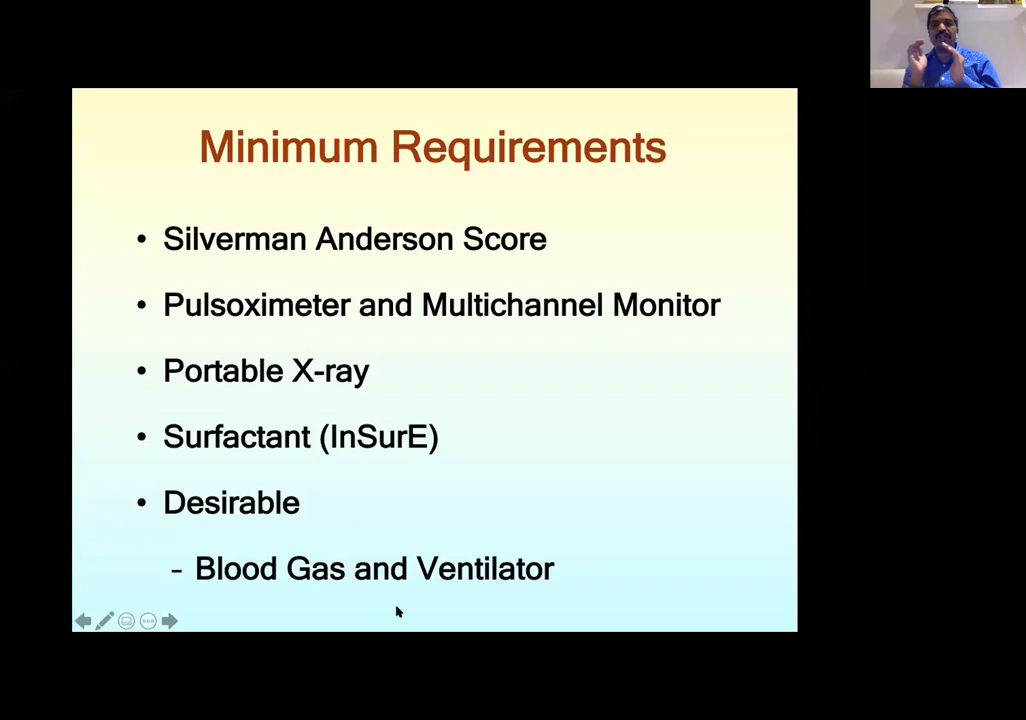 Minimum Requirements
• Silverman Anderson Score
• Pulsoximeter and Multichannel Monitor
• Portable X-ray
• Surfactant (InSurE)
• Desirable
– Blood Gas and Ventilator